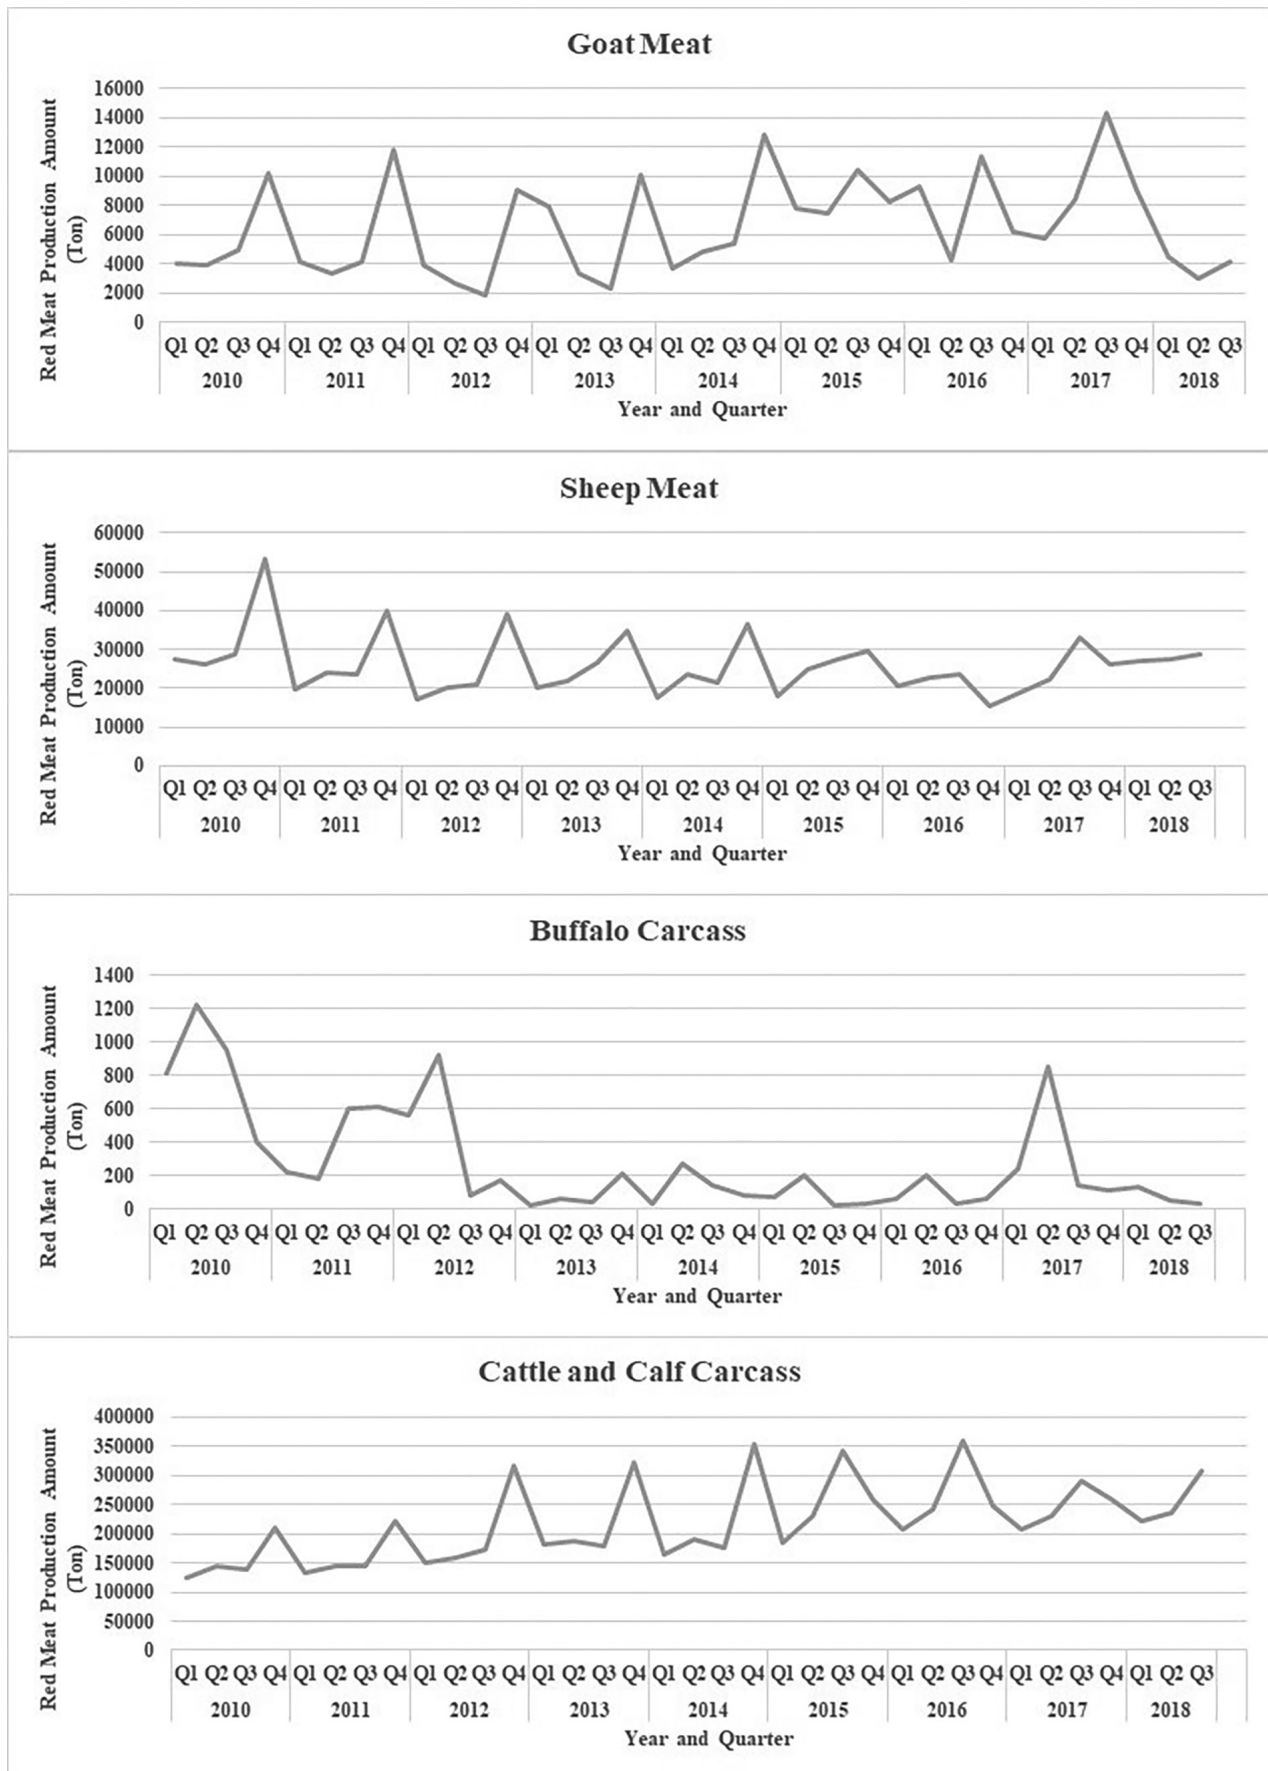 Goat Meat
Red Meat Production Amount
(Ton)
16000
14000
12000
10000
8000
6000
4000
2000
0
Q1 Q2 Q3 Q4 Q1 Q2 Q3 Q4 Q1 Q2 Q3 Q4 Q1 Q2 Q3 Q4 Q1 Q2 Q3 Q4 Q1 Q2 Q3 Q4 Q1 Q2 Q3 Q4 Q1 Q2 Q3 Q4 Q1 Q2 Q3
2010 2011 2012 2013 2014 2015 2016 2017 2018
Year and Quarter
Sheep Meat
Red Meat Production Amount
(Ton)
60000
50000
40000
30000
20000
10000
0
Q1 Q2 Q3 Q4 Q1 Q2 Q3 Q4 Q1 Q2 Q3 Q4 Q1 Q2 Q3 Q4 Q1 Q2 Q3 Q4 Q1 Q2 Q3 Q4 Q1 Q2 Q3 Q4 Q1 Q2 Q3 Q4 Q1 Q2 Q3
2010 2011 2012 2013 2014 2015 2016 2017 2018
Year and Quarter
Buffalo Carcass
Red Meat Production Amount
(Ton)
1400
1200
1000
800
600
400
200
0
Q1 Q2 Q3 Q4 Q1 Q2 Q3 Q4 Q1 Q2 Q3 Q4 Q1 Q2 Q3 Q4 Q1 Q2 Q3 Q4 Q1 Q2 Q3 Q4 Q1 Q2 Q3 Q4 Q1 Q2 Q3 Q4 Q1 Q2 Q3
2010 2011 2012 2013 2014 2015 2016 2017 2018
Year and Quarter
Cattle and Calf Carcass
Red Meat Production Amount
(Ton)
400000
350000
300000
250000
200000
150000
100000
50000
0
Q1 Q2 Q3 Q4 Q1 Q2 Q3 Q4 Q1 Q2 Q3 Q4 Q1 Q2 Q3 Q4 Q1 Q2 Q3 Q4 Q1 Q2 Q3 Q4 Q1 Q2 Q3 Q4 Q1 Q2 Q3 Q4 Q1 Q2 Q3
2010 2011 2012 2013 2014 2015 2016 2017 2018
Year and Quarter